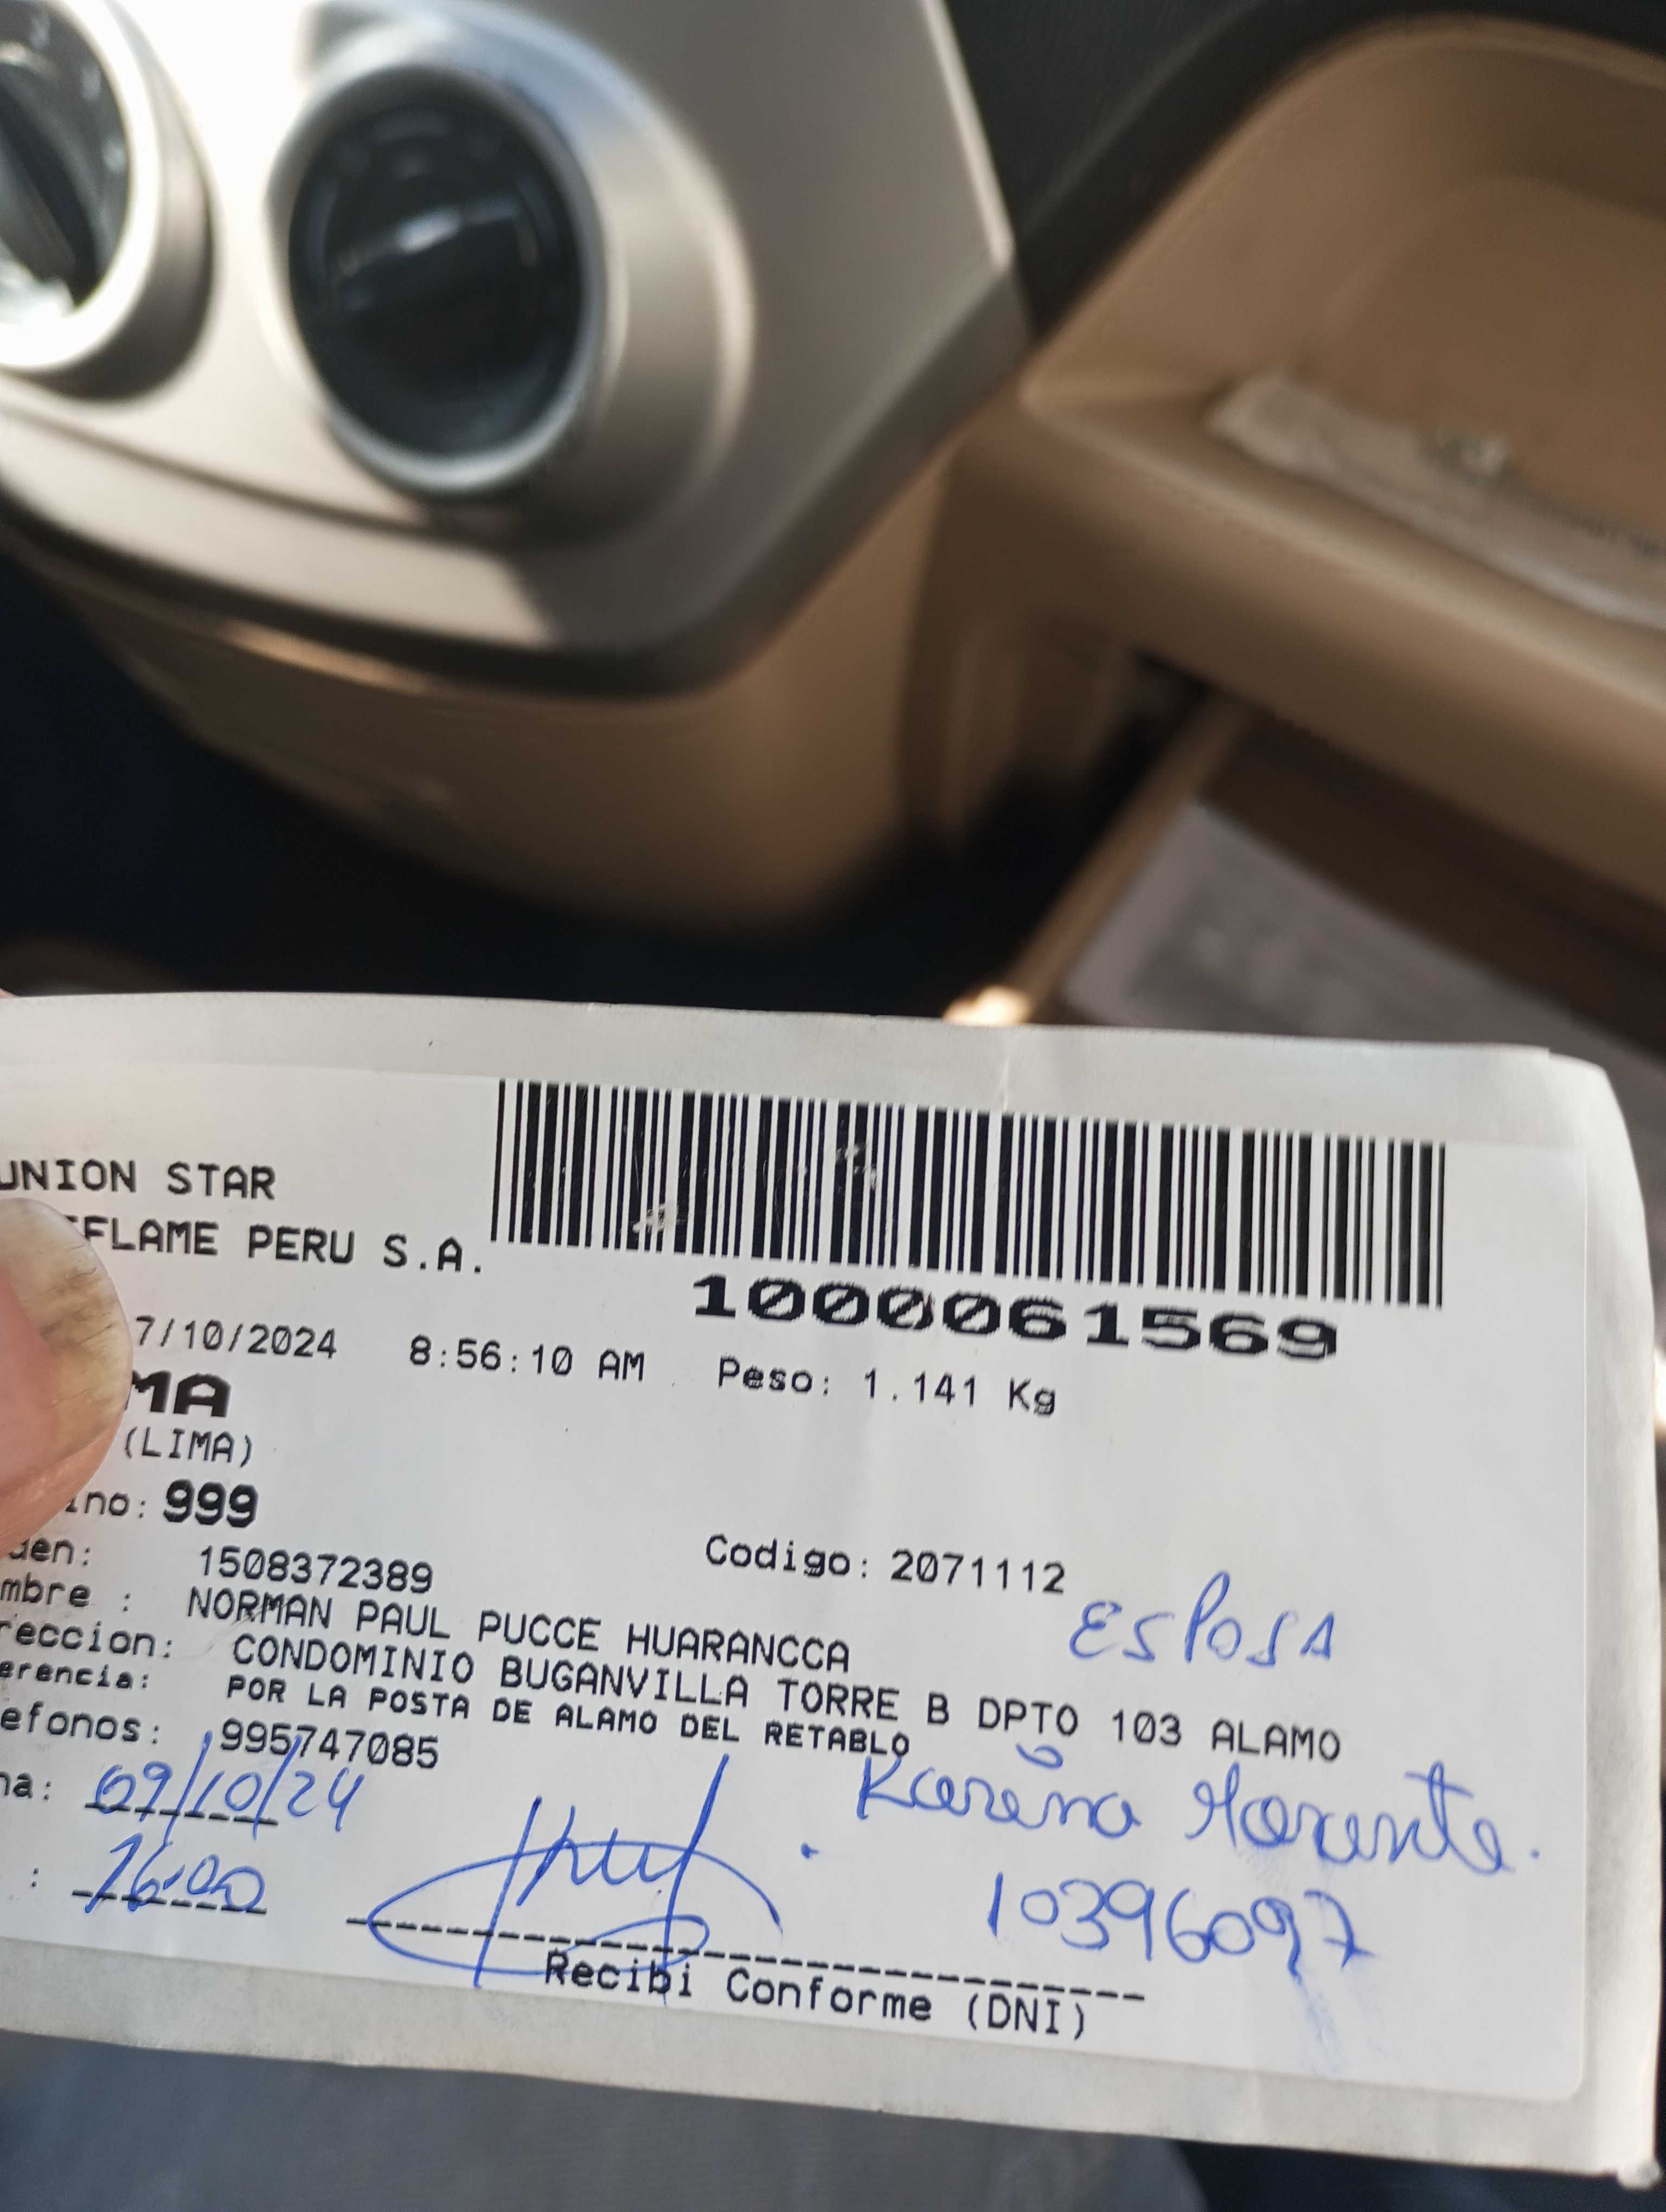 UNION STAR
FLAME PERU S.A.
1000061569
7/10/2024 8:56:10 AM Peso: 1.141 Kg
MA
(LIMA)
ino: 999
den: 1508372389 Codigo: 2071112
ESPOSA
mbre : NORMAN PAUL PUCCE HUARANCCA
reccion: CONDOMINIO BUGANVILLA TORRE B DPTO 103 ALAMO
erencia: POR LA POSTA DE ALAMO DEL RETABLO
efonos: 995747085
ha: 09/10/24
Karina
: 16:00
10396097
Recibi Conforme (DNI)